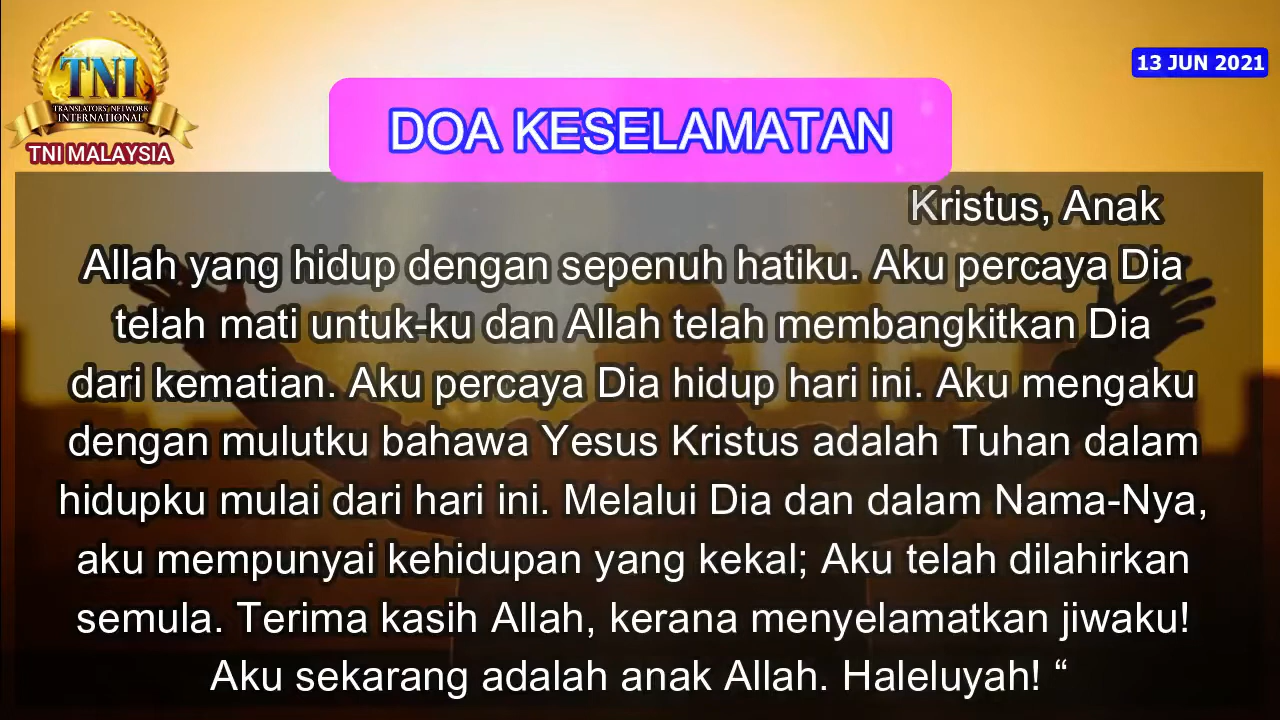 TNI
TRANSLATORS' NETWORK
INTERNATIONAL
TNI MALAYSIA
13 JUN 2021
DOA KESELAMATAN
Kristus, Anak
Allah yang hidup dengan sepenuh hatiku. Aku percaya Dia
telah mati untuk-ku dan Allah telah membangkitkan Dia
dari kematian. Aku percaya Dia hidup hari ini. Aku mengaku
dengan mulutku bahawa Yesus Kristus adalah Tuhan dalam
hidupku mulai dari hari ini. Melalui Dia dan dalam Nama-Nya,
aku mempunyai kehidupan yang kekal; Aku telah dilahirkan
semula. Terima kasih Allah, kerana menyelamatkan jiwaku!
Aku sekarang adalah anak Allah. Haleluyah! “